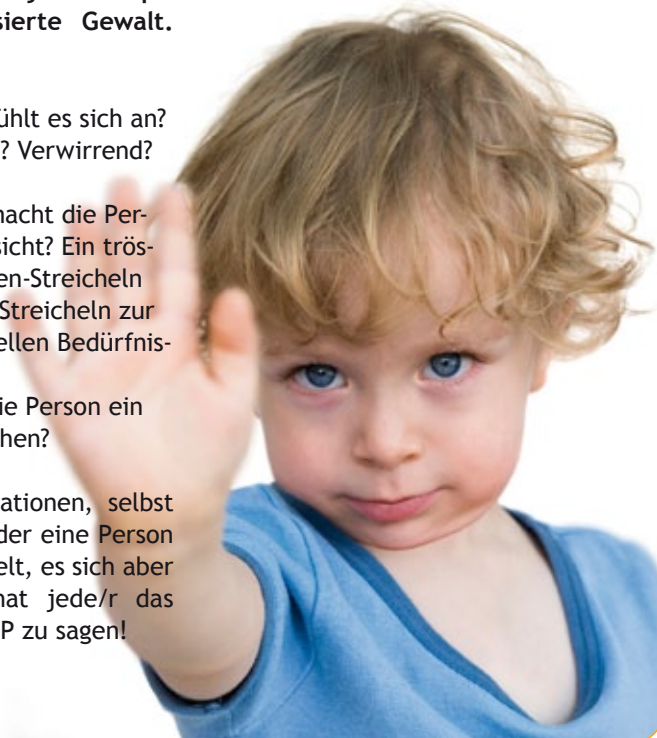 sierte Gewalt.
ühlt es sich an?
? Verwirrend?
nacht die Per-
sicht? Ein trös-
en-Streicheln
Streicheln zur
ellen Bedürfnis-
ie Person ein
hen?
ationen, selbst
der eine Person
elt, es sich aber
hat jede/r das
P zu sagen!